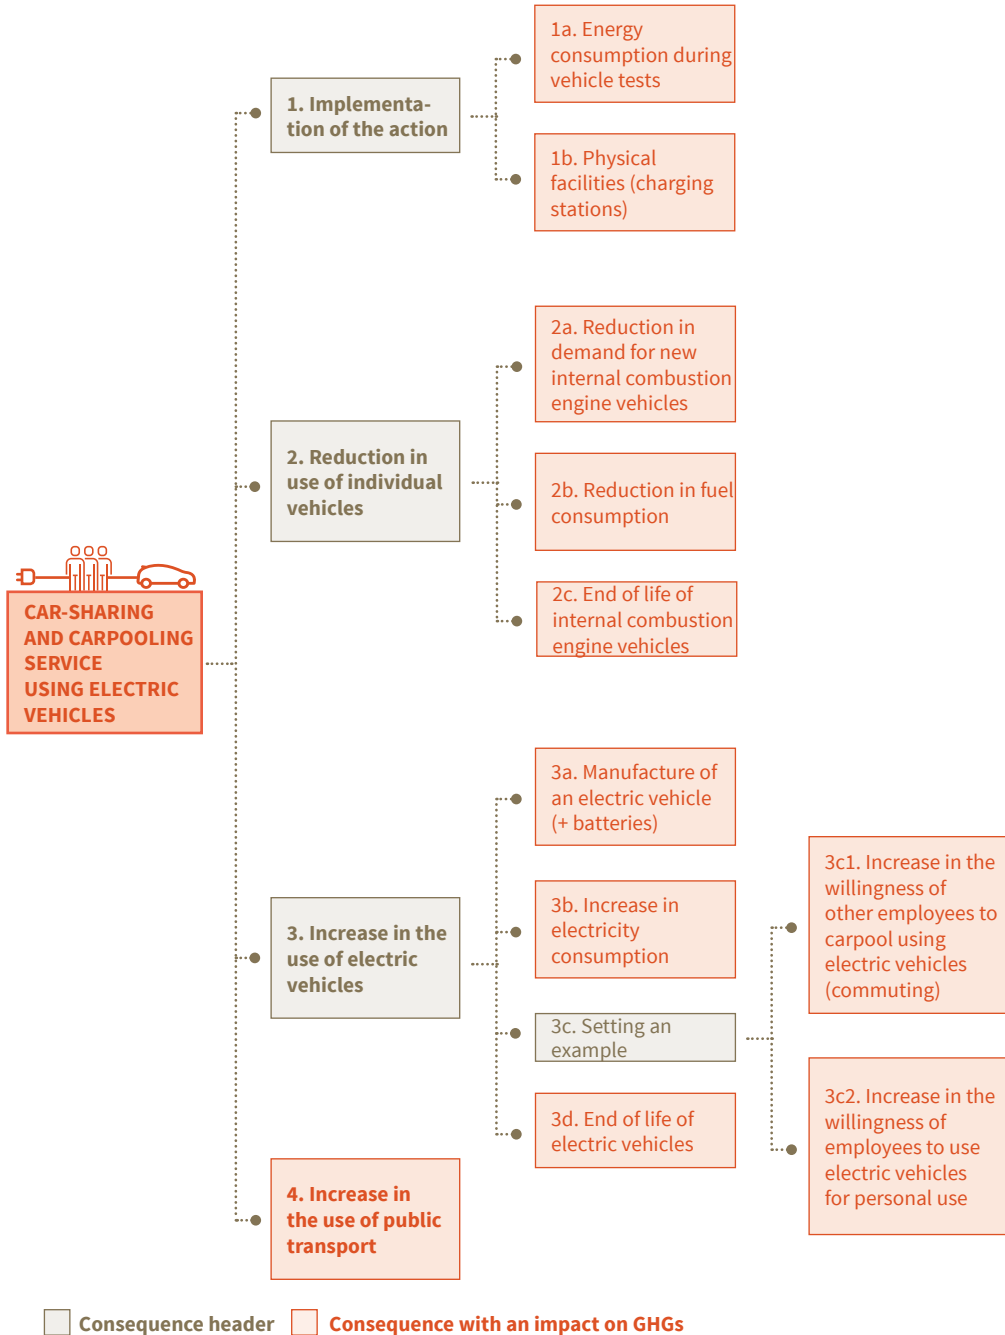 CAR-SHARING
AND CARPOOLING
SERVICE
USING ELECTRIC
VEHICLES
1. Implementa-
tion of the action
1a. Energy
consumption during
vehicle tests
1b. Physical
facilities (charging
stations)
2. Reduction in
use of individual
vehicles
2a. Reduction in
demand for new
internal combustion
engine vehicles
2b. Reduction in fuel
consumption
2c. End of life of
internal combustion
engine vehicles
3. Increase in the
use of electric
vehicles
3a. Manufacture of
an electric vehicle
(+ batteries)
3b. Increase in
electricity
consumption
3c. Setting an
example
3c1. Increase in the
willingness of
other employees to
carpool using
electric vehicles
(commuting)
3c2. Increase in the
willingness of
employees to use
electric vehicles
for personal use
3d. End of life of
electric vehicles
4. Increase in
the use of public
transport
Consequence header
Consequence with an impact on GHGs